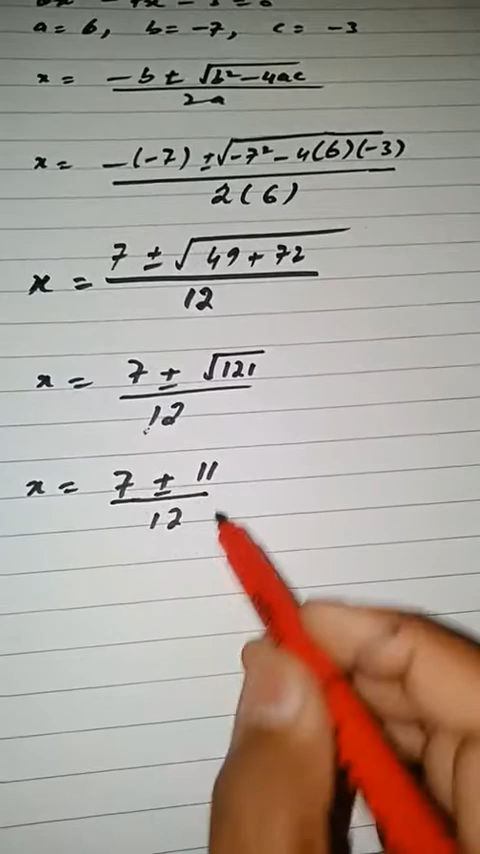 a = 6, b = -7, c = -3
x = -b ± √b² - 4ac / 2a
x = -(-7) ± √-7² - 4(6)(-3) / 2(6)
x = 7 ± √49 + 72 / 12
x = 7 ± √121 / 12
x = 7 ± 11 / 12